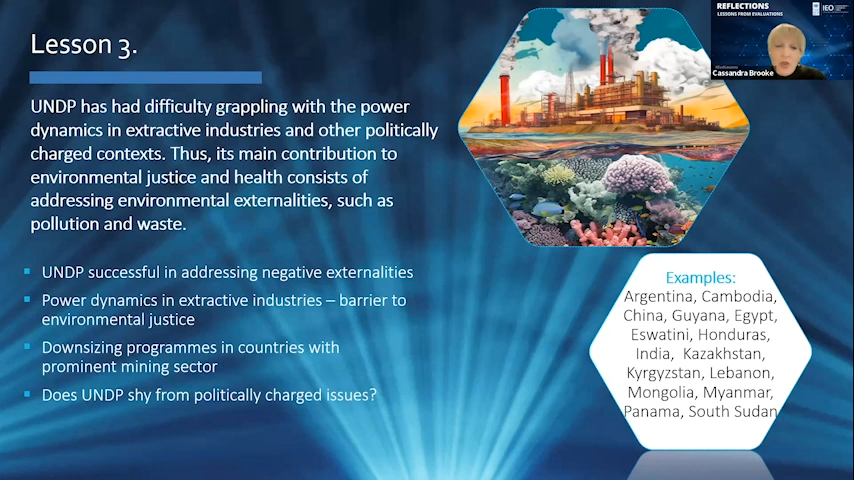 Lesson 3.
UNDP has had difficulty grappling with the power
dynamics in extractive industries and other politically
charged contexts. Thus, its main contribution to
environmental justice and health consists of
addressing environmental externalities, such as
pollution and waste.
UNDP successful in addressing negative externalities
Power dynamics in extractive industries – barrier to
environmental justice
Downsizing programmes in countries with
prominent mining sector
Does UNDP shy from politically charged issues?
Examples:
Argentina, Cambodia,
China, Guyana, Egypt,
Eswatini, Honduras,
India, Kazakhstan,
Kyrgyzstan, Lebanon,
Mongolia, Myanmar,
Panama, South Sudan
REFLECTIONS
LESSONS FROM EVALUATIONS
IEO
Cassandra Brooke